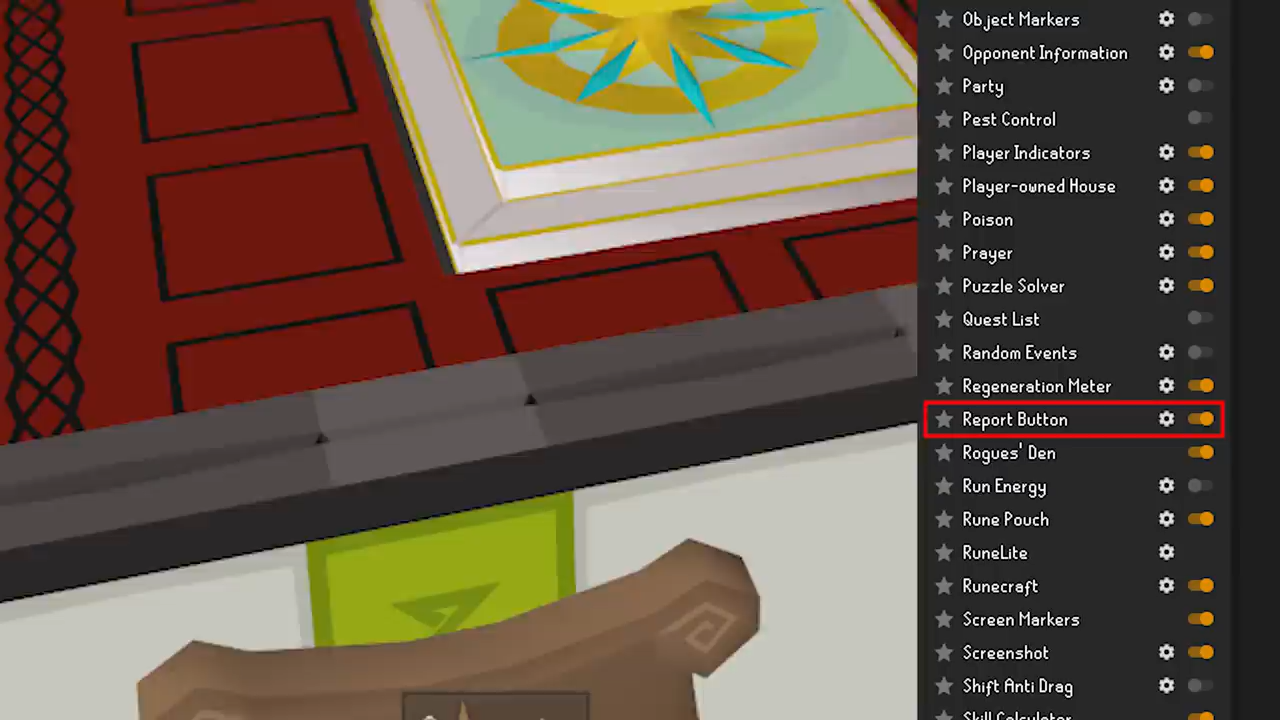 Object Markers
Opponent Information
Party
Pest Control
Player Indicators
Player-owned House
Poison
Prayer
Puzzle Solver
Quest List
Random Events
Regeneration Meter
Report Button
Rogues' Den
Run Energy
Rune Pouch
RuneLite
Runecraft
Screen Markers
Screenshot
Shift Anti Drag
Skill Calculator